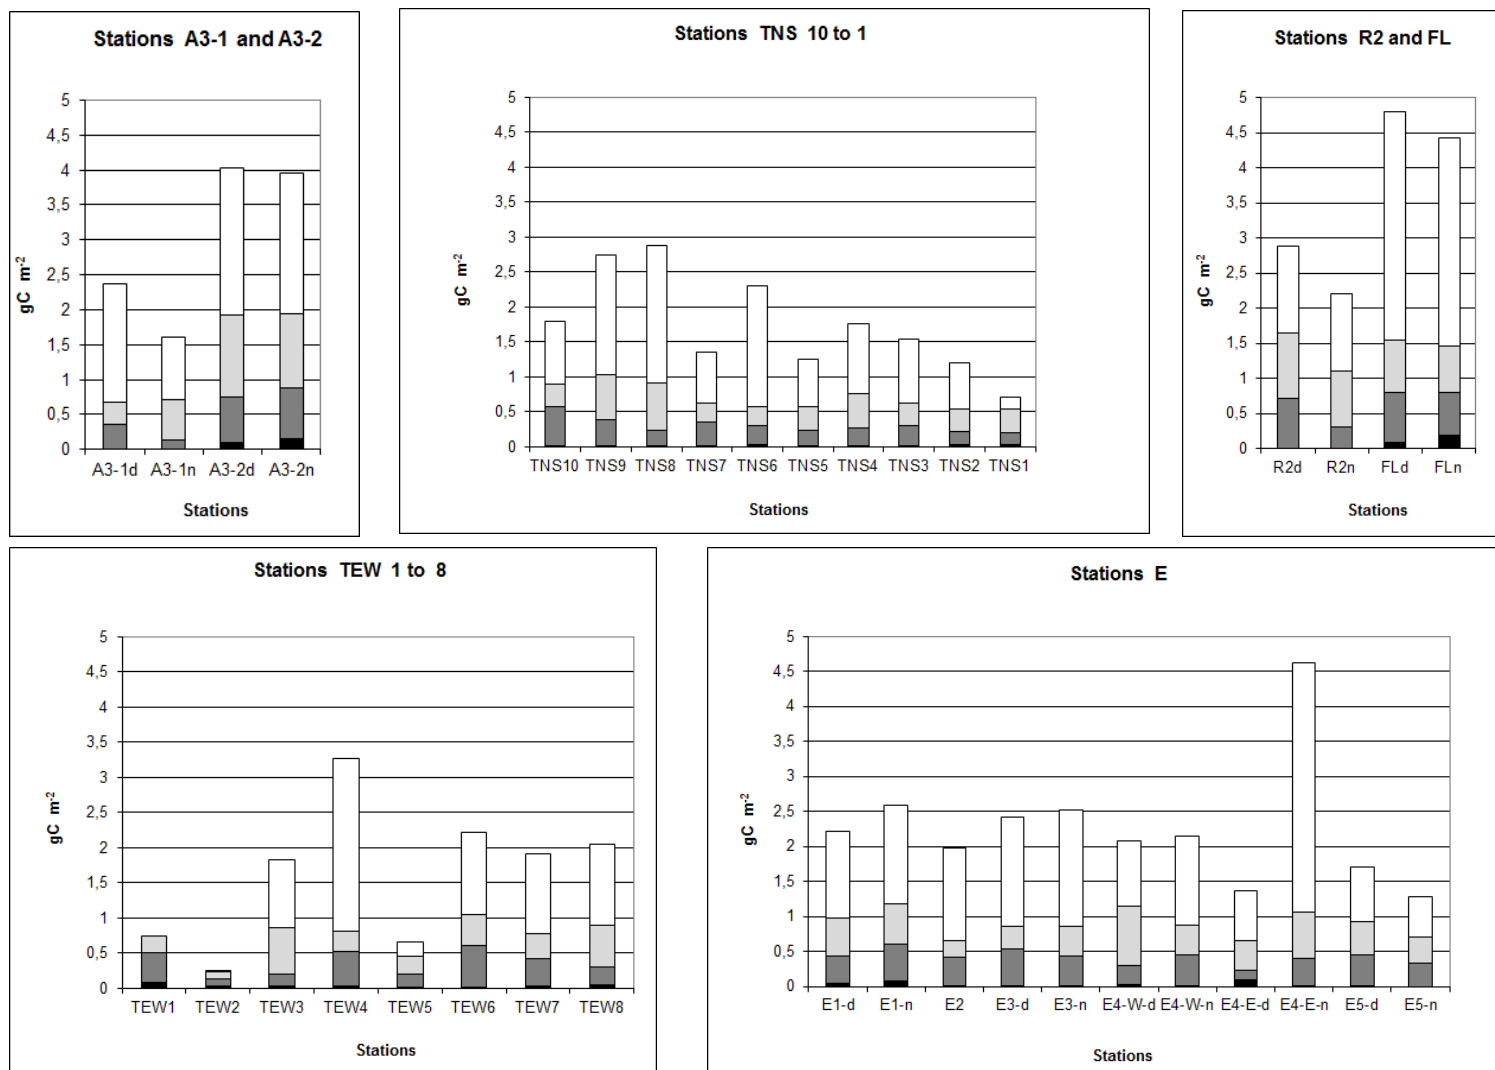 Stations A3-1 and A3-2
5
4,5
4
3,5
3
2,5
2
1,5
1
0,5
0
gC m-2
A3-1d A3-1n A3-2d A3-2n
Stations
Stations TNS 10 to 1
5
4,5
4
3,5
3
2,5
2
1,5
1
0,5
0
gC m-2
TNS10 TNS9 TNS8 TNS7 TNS6 TNS5 TNS4 TNS3 TNS2 TNS1
Stations
Stations R2 and FL
5
4,5
4
3,5
3
2,5
2
1,5
1
0,5
0
gC m-2
R2d R2n FLd FLn
Stations
Stations TEW 1 to 8
5
4,5
4
3,5
3
2,5
2
1,5
1
0,5
0
gC m-2
TEW1 TEW2 TEW3 TEW4 TEW5 TEW6 TEW7 TEW8
Stations
Stations E
5
4,5
4
3,5
3
2,5
2
1,5
1
0,5
0
gC m-2
E1-d E1-n E2 E3-d E3-n E4-W-d E4-W-n E4-E-d E4-E-n E5-d E5-n
Stations